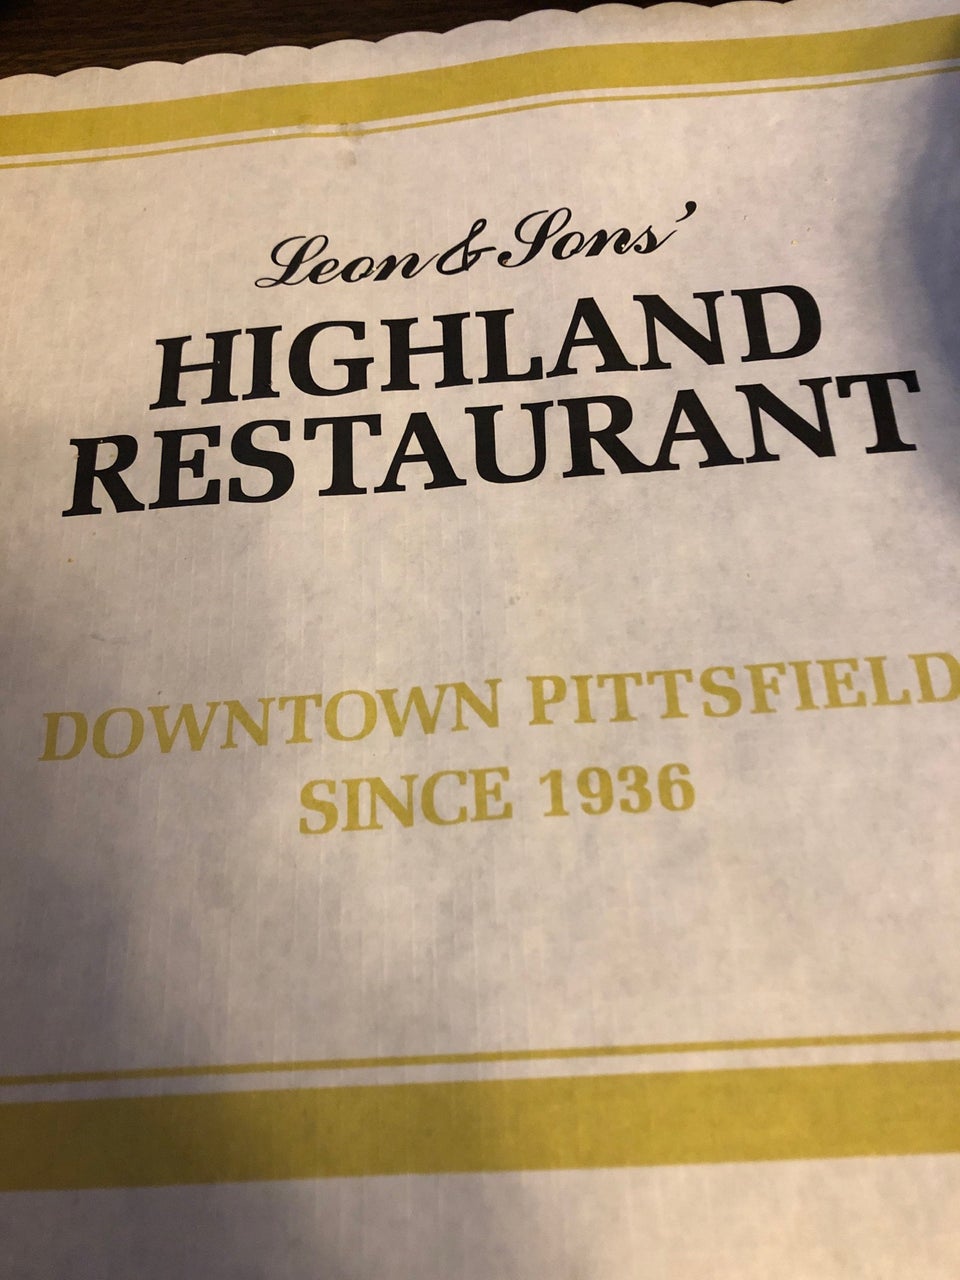 Leon & Sons'
HIGHLAND
RESTAURANT
DOWNTOWN PITTSFIELD
SINCE 1936